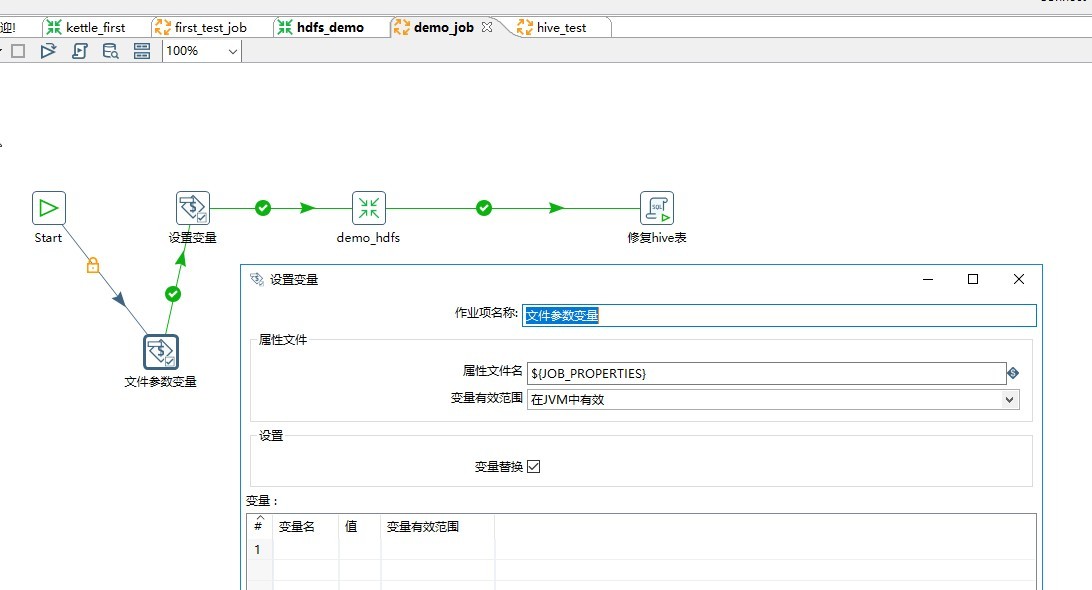 迎!
kettle_first
first_test_job
hdfs_demo
demo_job
hive_test
100%
Start
设置变量
demo_hdfs
修复hive表
文件参数变量
设置变量
作业项名称:
文件参数变量
属性文件
属性文件名
${JOB_PROPERTIES}
变量有效范围
在JVM中有效
设置
变量替换
变量：
#
变量名
值
变量有效范围
1